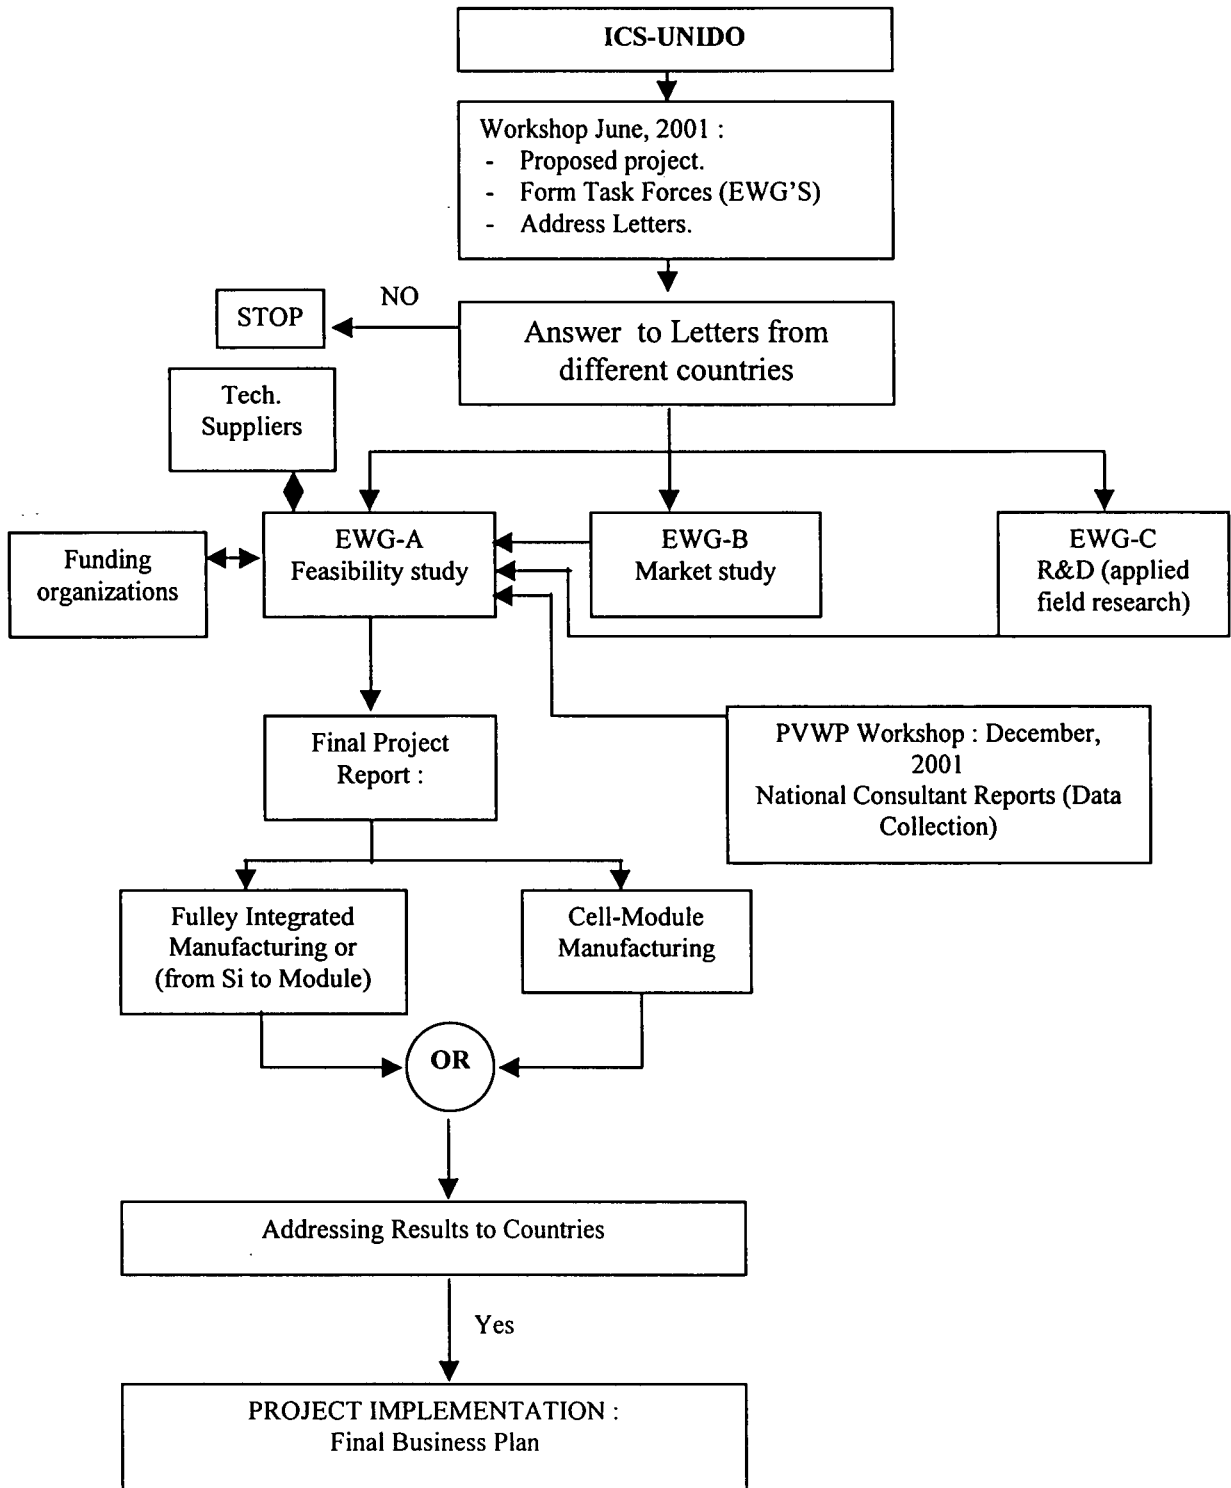 ICS-UNIDO
Workshop June, 2001 :
- Proposed project.
- Form Task Forces (EWG'S)
- Address Letters.
NO
STOP
Answer to Letters from
different countries
Tech.
Suppliers
Funding
organizations
EWG-A
Feasibility study
EWG-B
Market study
EWG-C
R&D (applied
field research)
Final Project
Report :
PVWP Workshop : December,
2001
National Consultant Reports (Data
Collection)
Fulley Integrated
Manufacturing or
(from Si to Module)
Cell-Module
Manufacturing
OR
Addressing Results to Countries
Yes
PROJECT IMPLEMENTATION :
Final Business Plan